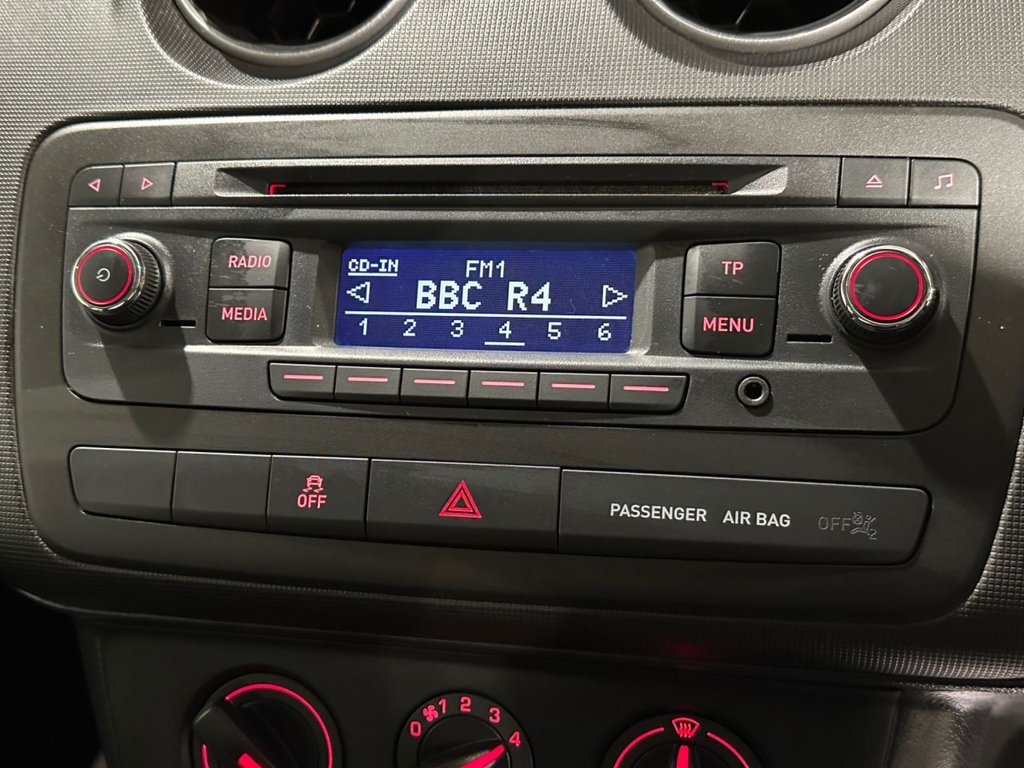 CD-IN
FM1
RADIO
BBC R4
TP
MEDIA
MENU
1 2 3 4 5 6
OFF
PASSENGER AIR BAG OFF 2
0 1 2 3 4